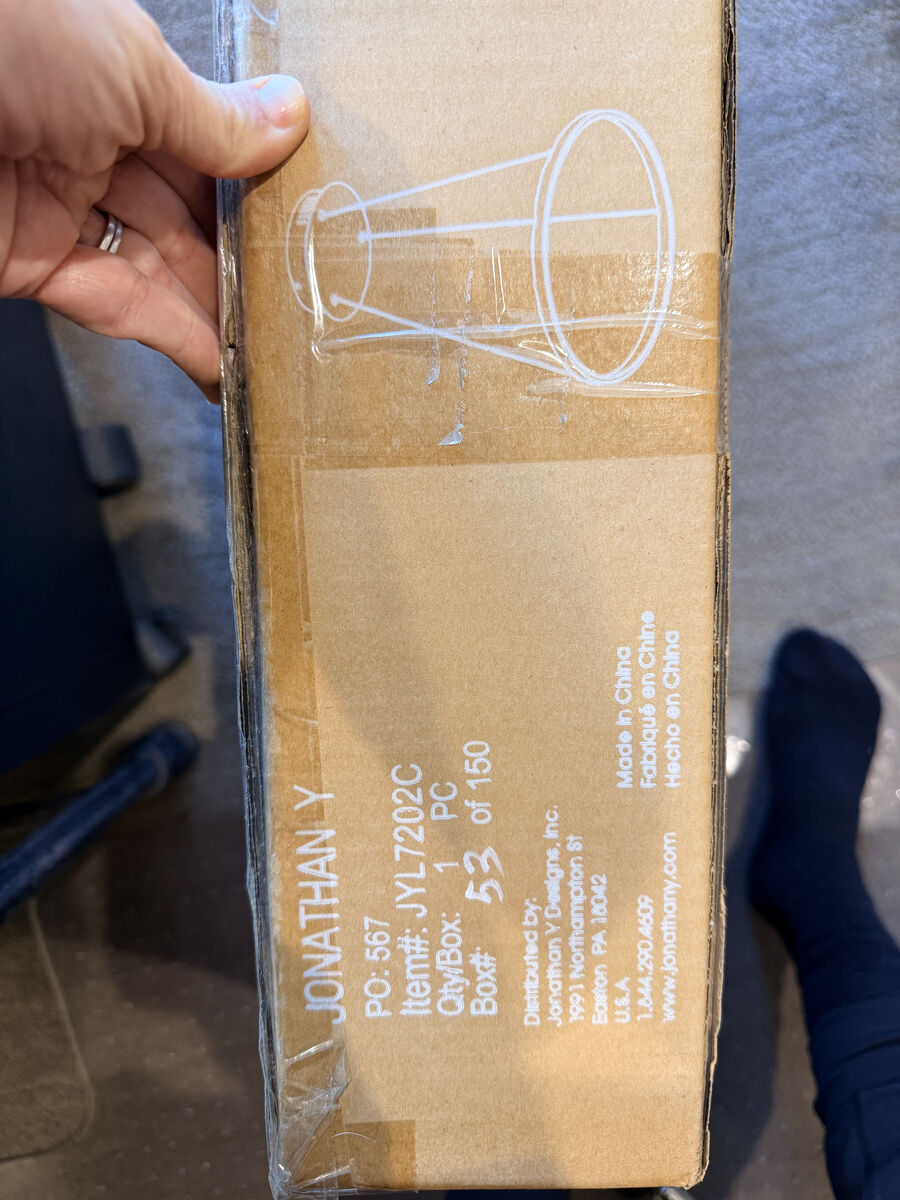 JONATHAN Y
PO: 567
Item#: JYL7202C
Qty/Box: 1 PC
Box#: 53 of 150
Distributed by:
Jonathan Y Designs, Inc.
1991 Northampton St
Easton PA 18042
U.S.A
1.844.290.4609
www.jonathany.com
Made in China
Fabriqué en Chine
Hecho en China